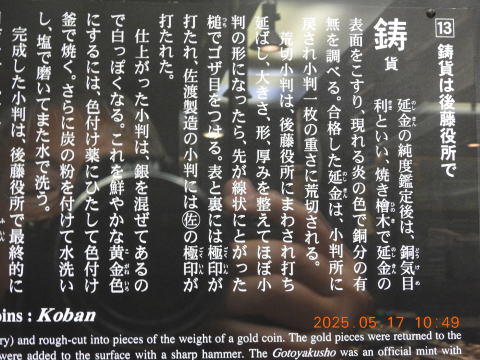 13 鋳貨は後藤役所で
鋳貨
延金の純度鑑定後は、銅気目
利といい、焼き檜木で延金の
表面をこすり、現れる炎の色で銅分の有
無を調べる。合格した延金は、小判所に
戻され小判一枚の重さに荒切される。
荒切小判は、後藤役所にまわされ打ち
延ばし、大きさ、形、厚みを整えてほぼ小
判の形になったら、先が線状にとがった
槌でゴザ目をつける。表と裏には極印が
打たれ、佐渡製造の小判には㊤の極印が
打たれた。
仕上がった小判は、銀を混ぜてあるの
で白っぽくなる。これを鮮やかな黄金色
にするには、色付け薬にひたして色付け
釜で焼く。さらに炭の粉を付けて水洗い
し、塩で磨いてまた水で洗う。
完成した小判は、後藤役所で最終的に
oins : Koban
ry) and rough-cut into pieces of the weight of a gold coin. The gold pieces were returned to the
were added to the surface with a sharp hammer. The Gotoyakusho was an official mint with
2025.05.17 10:49